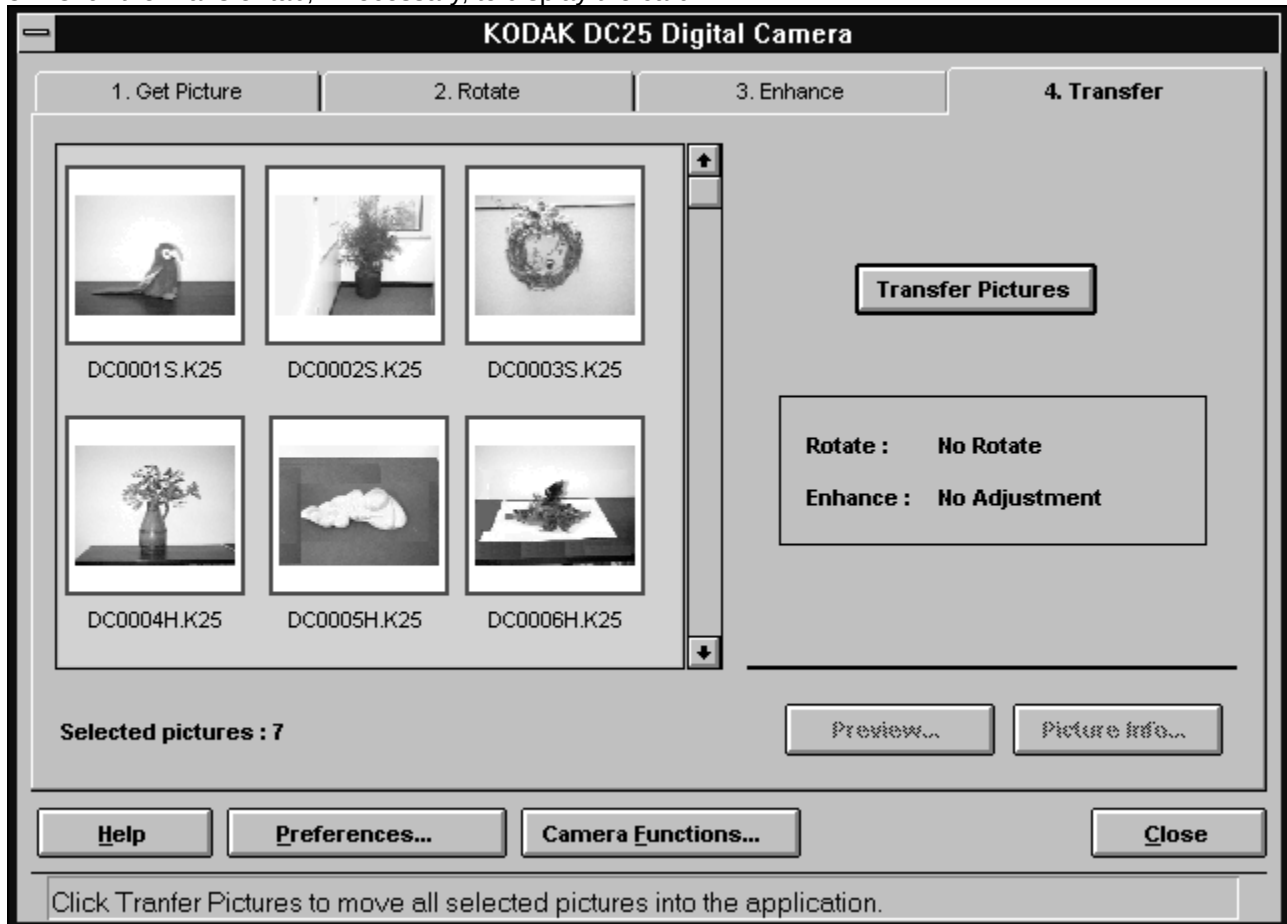 KODAK DC25 Digital Camera
1. Get Picture 2. Rotate 3. Enhance 4. Transfer
DC0001S.K25 DC0002S.K25 DC0003S.K25
Transfer Pictures
DC0004H.K25 DC0005H.K25 DC0006H.K25
Rotate : No Rotate
Enhance : No Adjustment
Selected pictures : 7
Preview... Picture Info...
Help Preferences... Camera Functions... Close
Click Tranfer Pictures to move all selected pictures into the application.